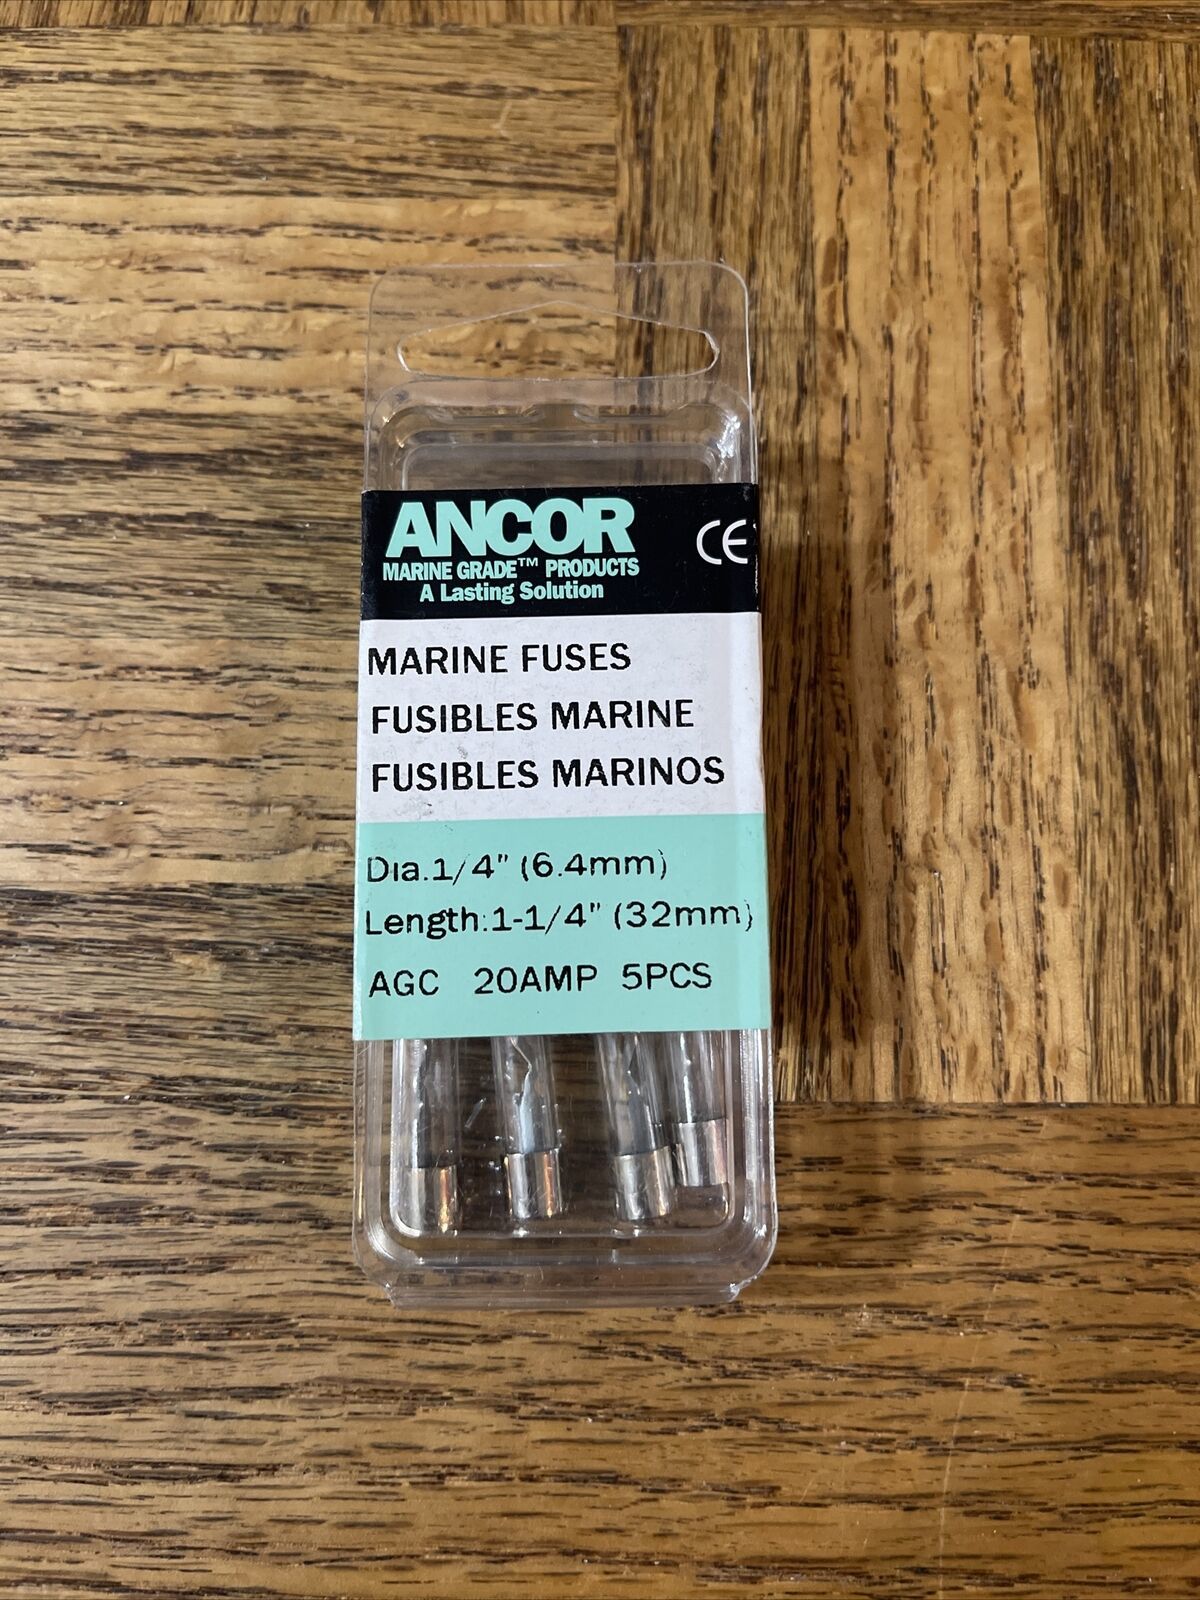 ANCOR
CE
MARINE GRADE™ PRODUCTS
A Lasting Solution
MARINE FUSES
FUSIBLES MARINE
FUSIBLES MARINOS
Dia.1/4" (6.4mm)
Length:1-1/4" (32mm)
AGC 20AMP 5PCS